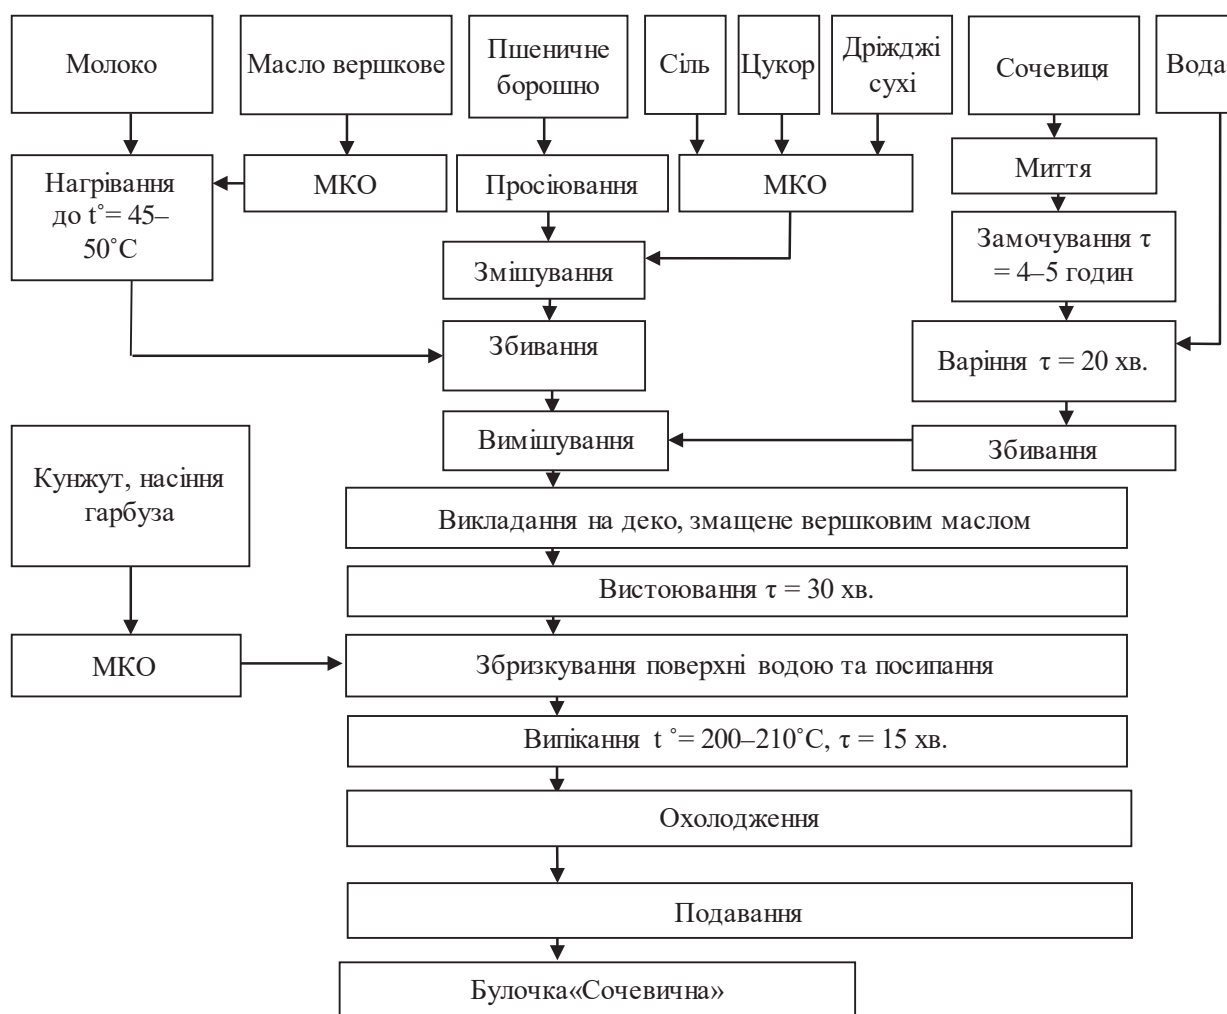 Молоко
Масло вершкове
Пшеничне
борошно
Сіль
Цукор
Дріжджі
сухі
Сочевиця
Вода
Нагрівання
до t˚= 45–
50˚С
МКО
Просіювання
МКО
Миття
Змішування
Замочування τ
= 4–5 годин
Збивання
Варіння τ = 20 хв.
Вимішування
Збивання
Кунжут, насіння
гарбуза
Викладання на деко, змащене вершковим маслом
Вистоювання τ = 30 хв.
МКО
Збризкування поверхні водою та посипання
Випікання t ˚= 200–210˚С, τ = 15 хв.
Охолодження
Подавання
Булочка«Сочевична»